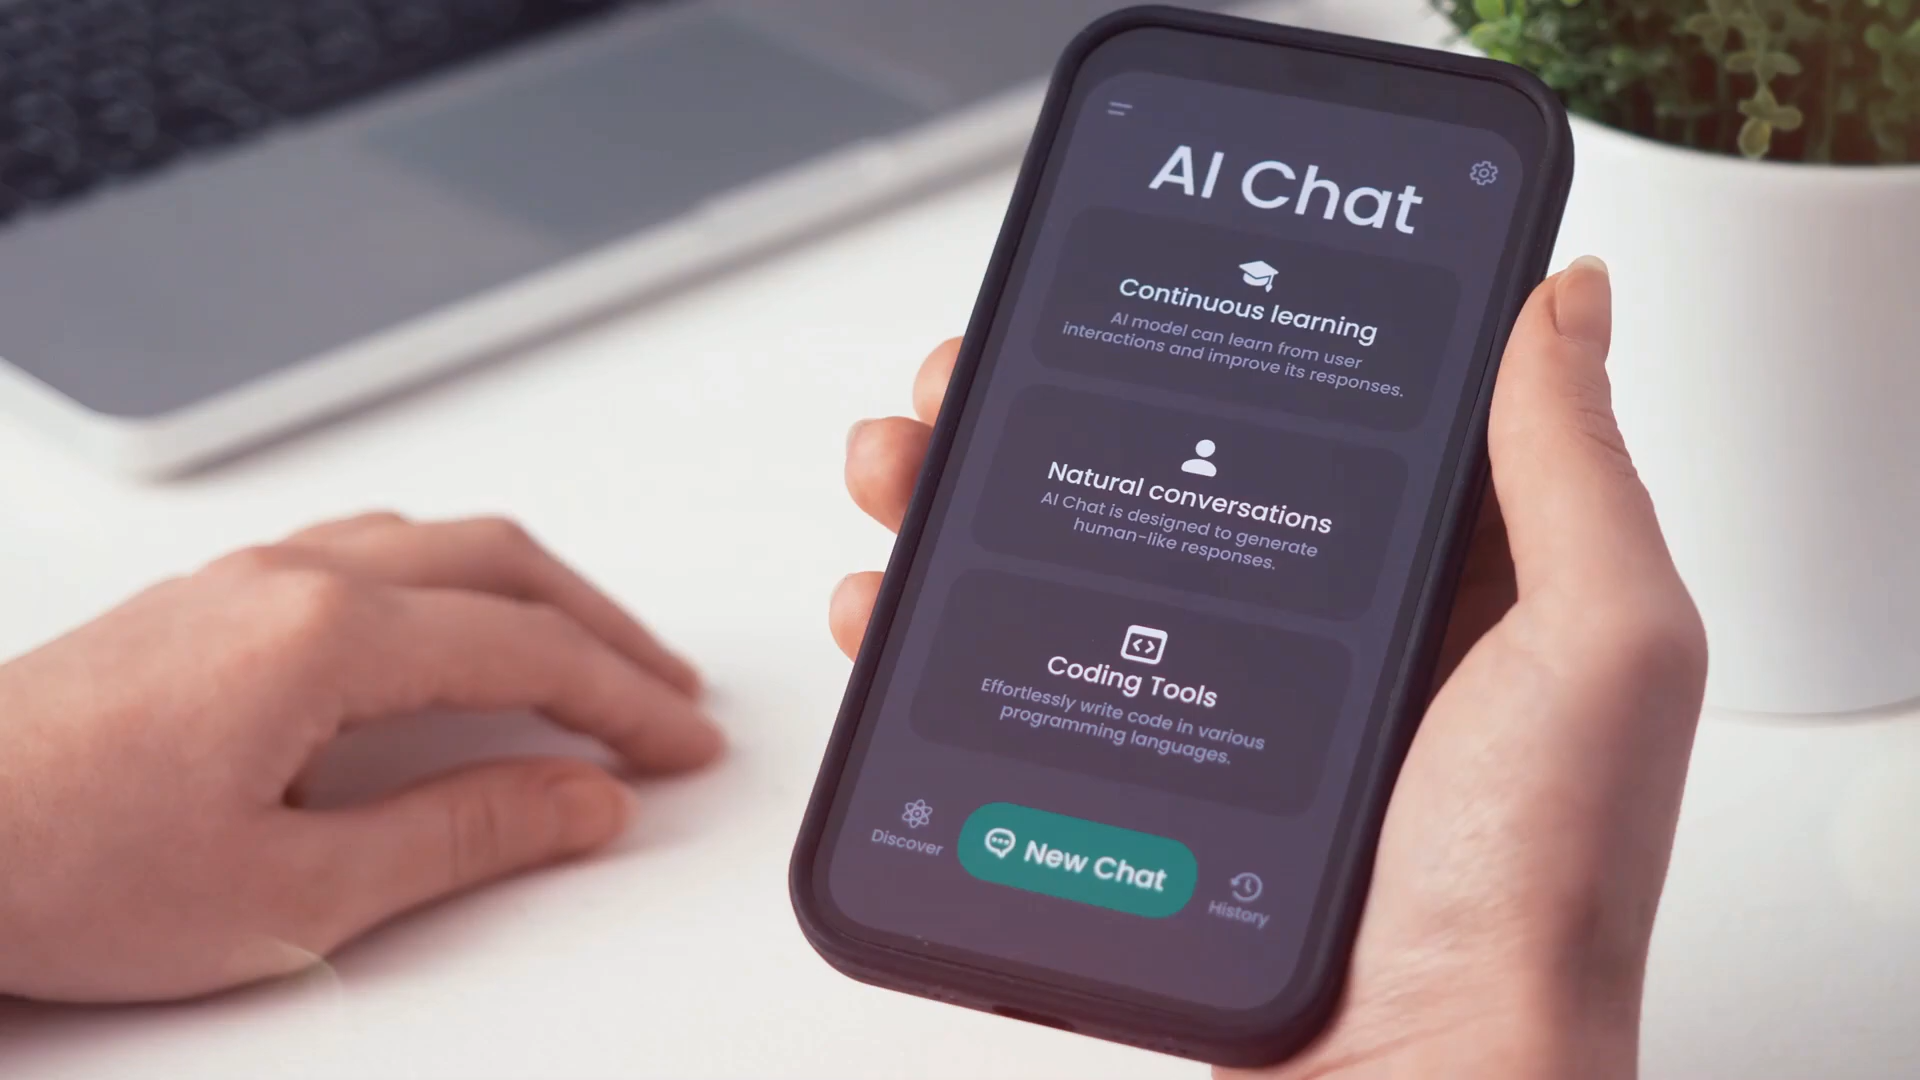 AI Chat
Continuous learning
AI model can learn from user
interactions and improve its responses.
Natural conversations
AI Chat is designed to generate
human-like responses.
Coding Tools
Effortlessly write code in various
programming languages.
Discover
New Chat
History